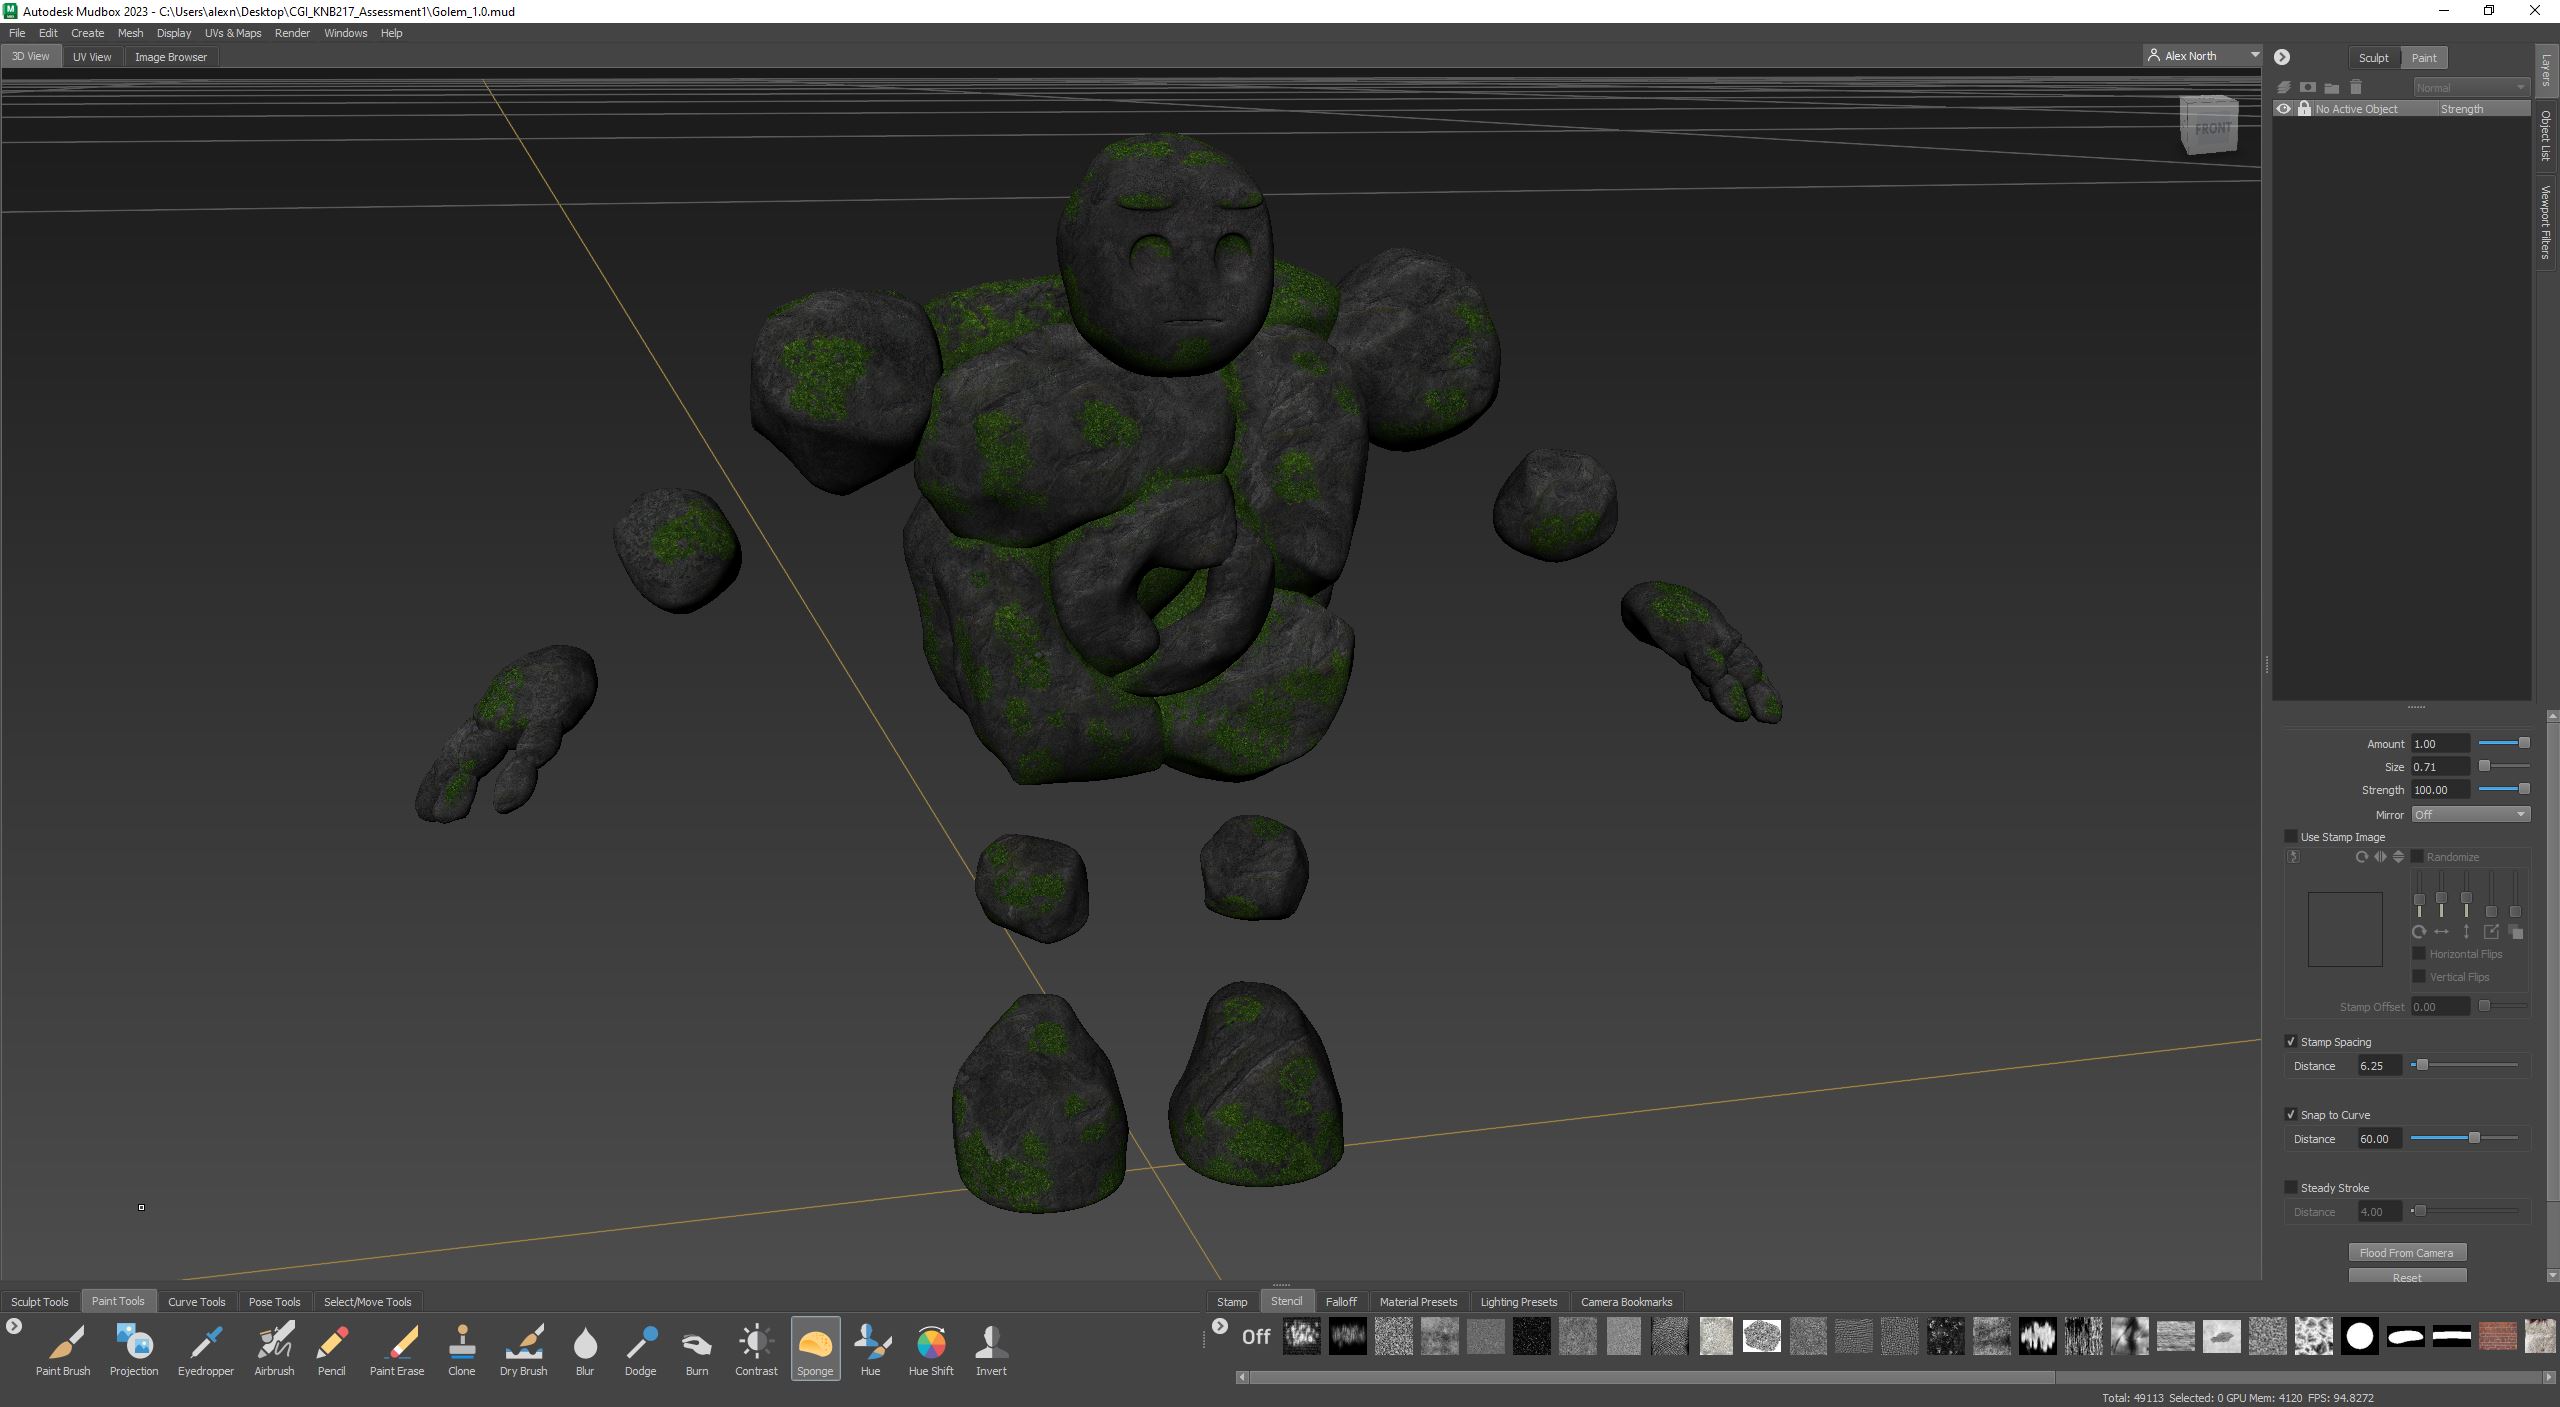 Autodesk Mudbox 2023 - C:\Users\alexn\Desktop\CGI_KNB217_Assessment1\Golem_1.0.mud
File Edit Create Mesh Display UVs & Maps Render Windows Help
3D View UV View Image Browser
Alex North
Sculpt Paint
Normal
No Active Object Strength
FRONT
Layers
Object List
Viewport Filters
Amount 1.00
Size 0.71
Strength 100.00
Mirror Off
Use Stamp Image
Randomize
Horizontal Flips
Vertical Flips
Stamp Offset 0.00
Stamp Spacing
Distance 6.25
Snap to Curve
Distance 60.00
Steady Stroke
Distance 4.00
Flood From Camera
Reset
Sculpt Tools Paint Tools Curve Tools Pose Tools Select/Move Tools
Paint Brush Projection Eyedropper Airbrush Pencil Paint Erase Clone Dry Brush Blur Dodge Burn Contrast Sponge Hue Hue Shift Invert
Stamp Stencil Falloff Material Presets Lighting Presets Camera Bookmarks
Off
Total: 49113 Selected: 0 GPU Mem: 4120 FPS: 94.8272